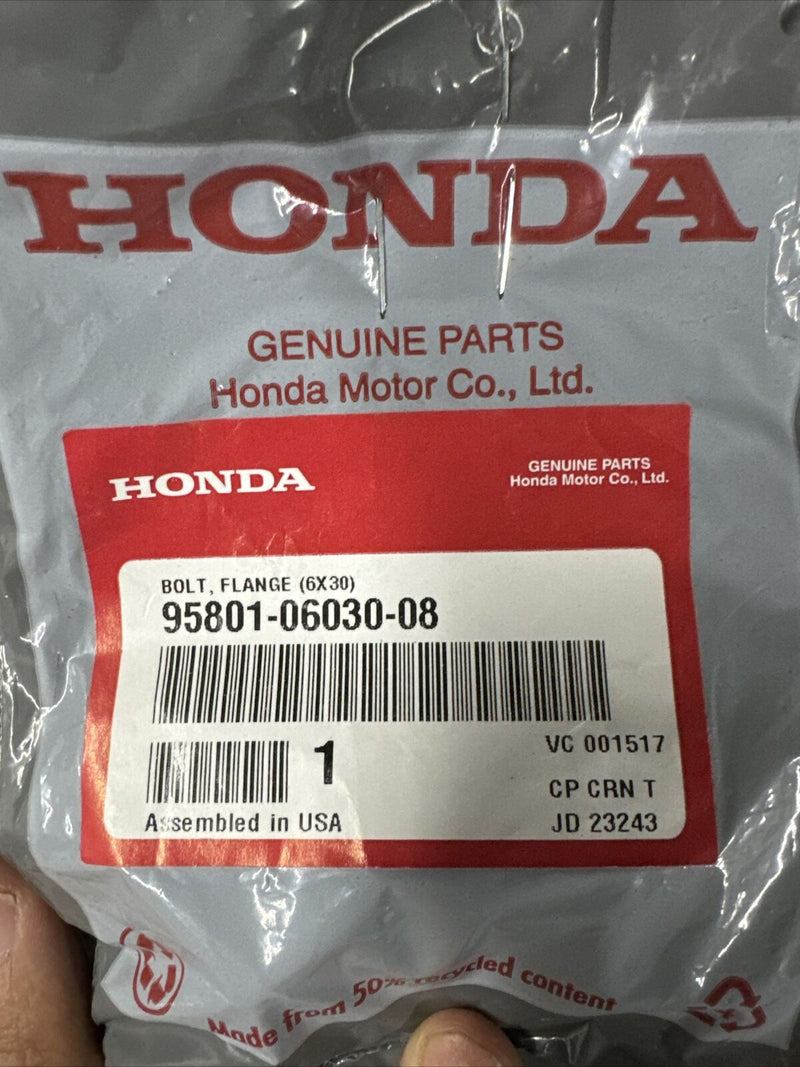 HONDA
GENUINE PARTS
Honda Motor Co., Ltd.
HONDA
GENUINE PARTS
Honda Motor Co., Ltd.
BOLT, FLANGE (6X30)
95801-06030-08
1
VC 001517
CP CRN T
Assembled in USA
JD 23243
Made from 50% recycled content